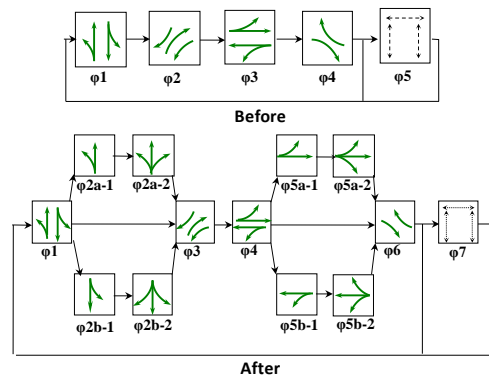 φ1 φ2 φ3 φ4 φ5
Before
φ2a-1 φ2a-2 φ5a-1 φ5a-2
φ1 φ3 φ4 φ6 φ7
φ2b-1 φ2b-2 φ5b-1 φ5b-2
After